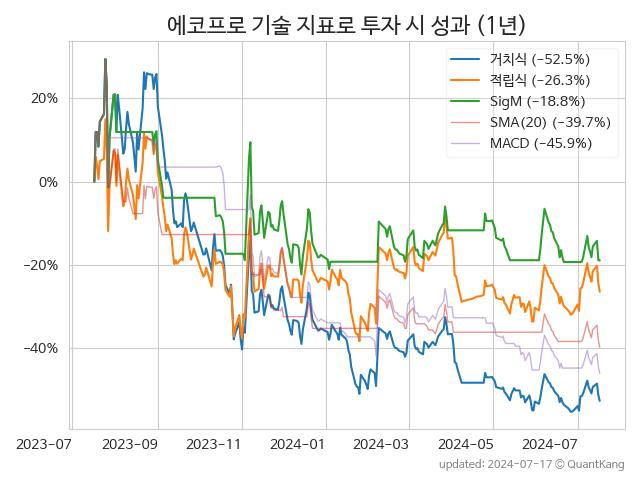 에코프로 기술 지표로 투자 시 성과 (1년)
거치식 (−52.5%)
적립식 (−26.3%)
SigM (−18.8%)
SMA(20) (−39.7%)
MACD (−45.9%)
20%
0%
−20%
−40%
2023-07 2023-09 2023-11 2024-01 2024-03 2024-05 2024-07
updated: 2024-07-17 © QuantKang